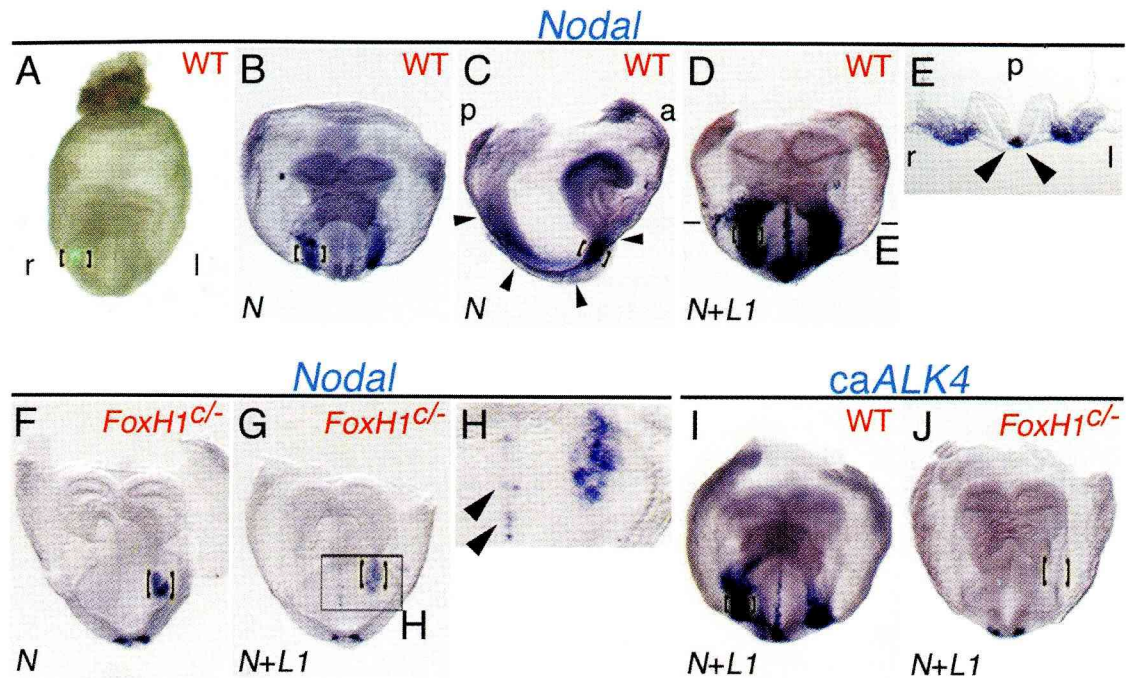 Nodal
A WT
r l
B WT
N
C WT
p a
N
D WT
N+L1
E
E p
r l
Nodal
caALK4
F FoxH1c/-
N
G FoxH1c/-
H
N+L1
H
I WT
N+L1
J FoxH1c/-
N+L1